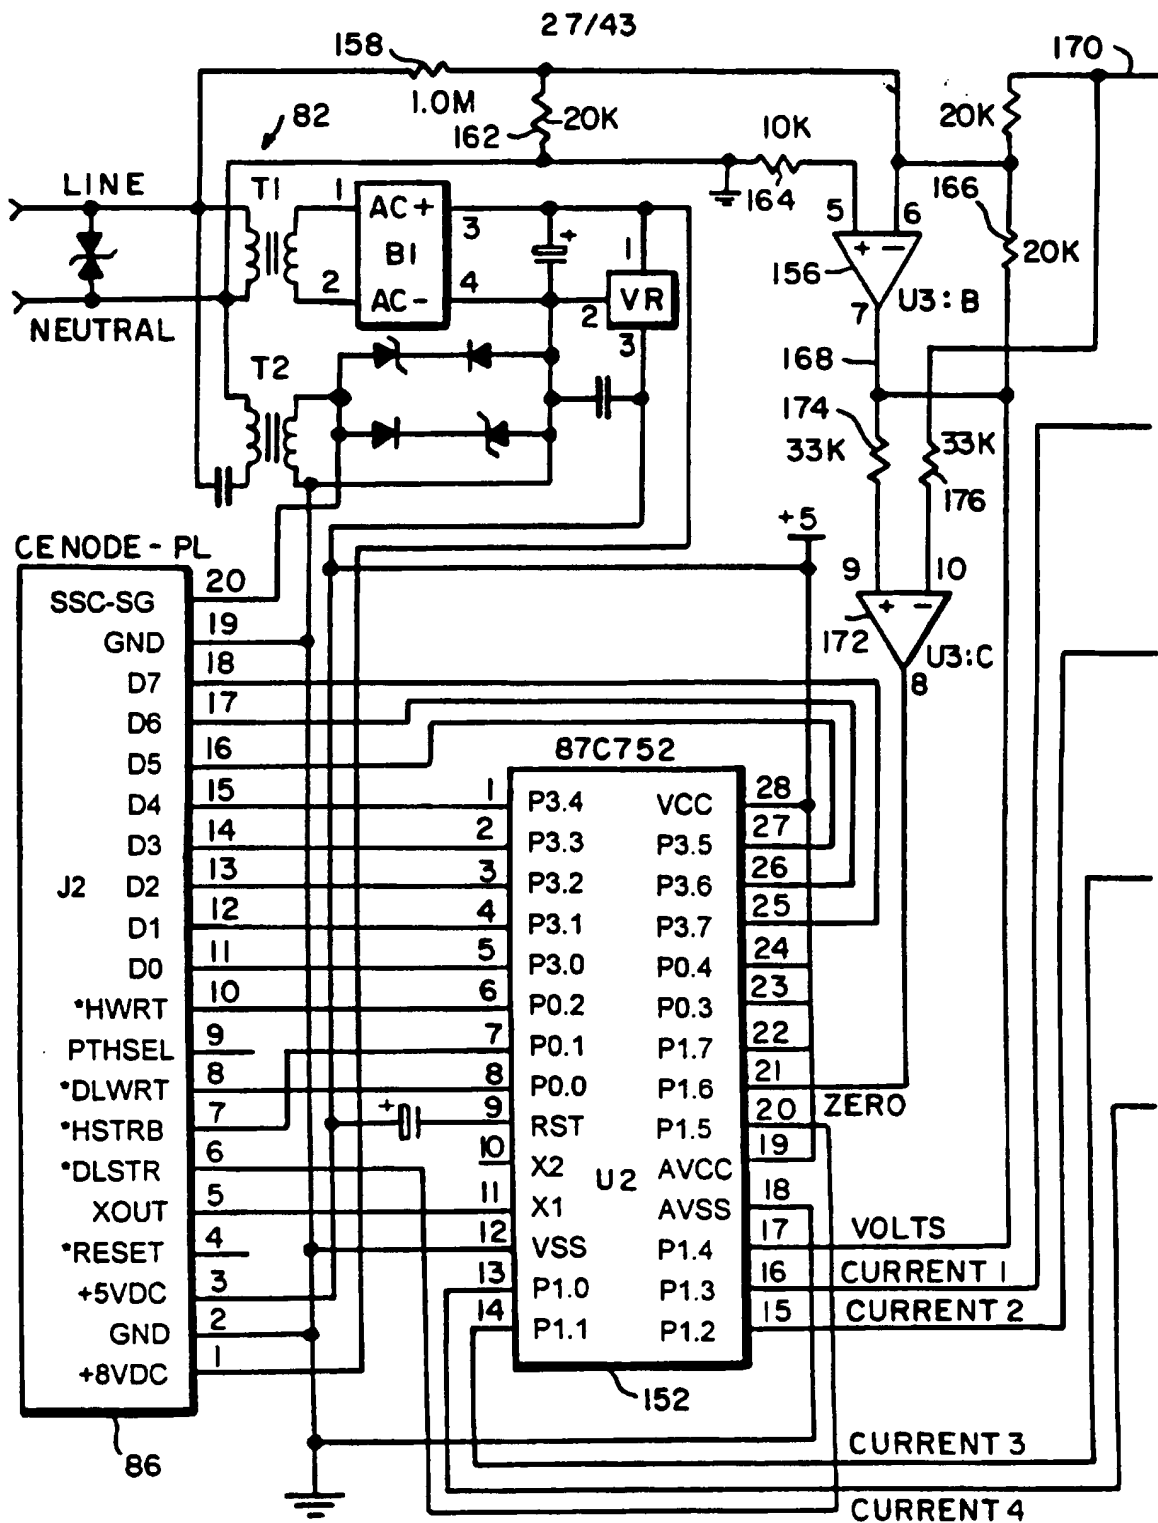 27/43
158
170
1.0M
162
20K
20K
82
10K
LINE
T1
1
AC+
3
164
166
5
6
B1
+
1
+ −
20K
156
2
AC-
4
2
VR
U3:B
NEUTRAL
7
3
T2
168
174
33K
33K
176
+5
CENODE-PL
20
9
10
SSC-SG
+ −
19
172
GND
U3:C
18
8
D7
17
D6
87C752
16
D5
15
1
P3.4
VCC
28
D4
14
2
P3.3
P3.5
27
D3
13
3
P3.2
P3.6
26
J2
D2
12
4
P3.1
P3.7
25
D1
11
5
P3.0
P0.4
24
D0
10
6
P0.2
P0.3
23
*HWRT
9
7
P0.1
P1.7
22
PTHSEL
8
8
P0.0
P1.6
21
ZERO
*DLWRT
7
+
9
RST
P1.5
20
*HSTRB
6
10
X2
U2
AVCC
19
*DLSTR
5
11
X1
AVSS
18
XOUT
4
12
VSS
P1.4
17
VOLTS
*RESET
3
13
P1.0
P1.3
16
CURRENT 1
+5VDC
2
14
P1.1
P1.2
15
CURRENT 2
GND
1
+8VDC
152
86
CURRENT 3
CURRENT 4